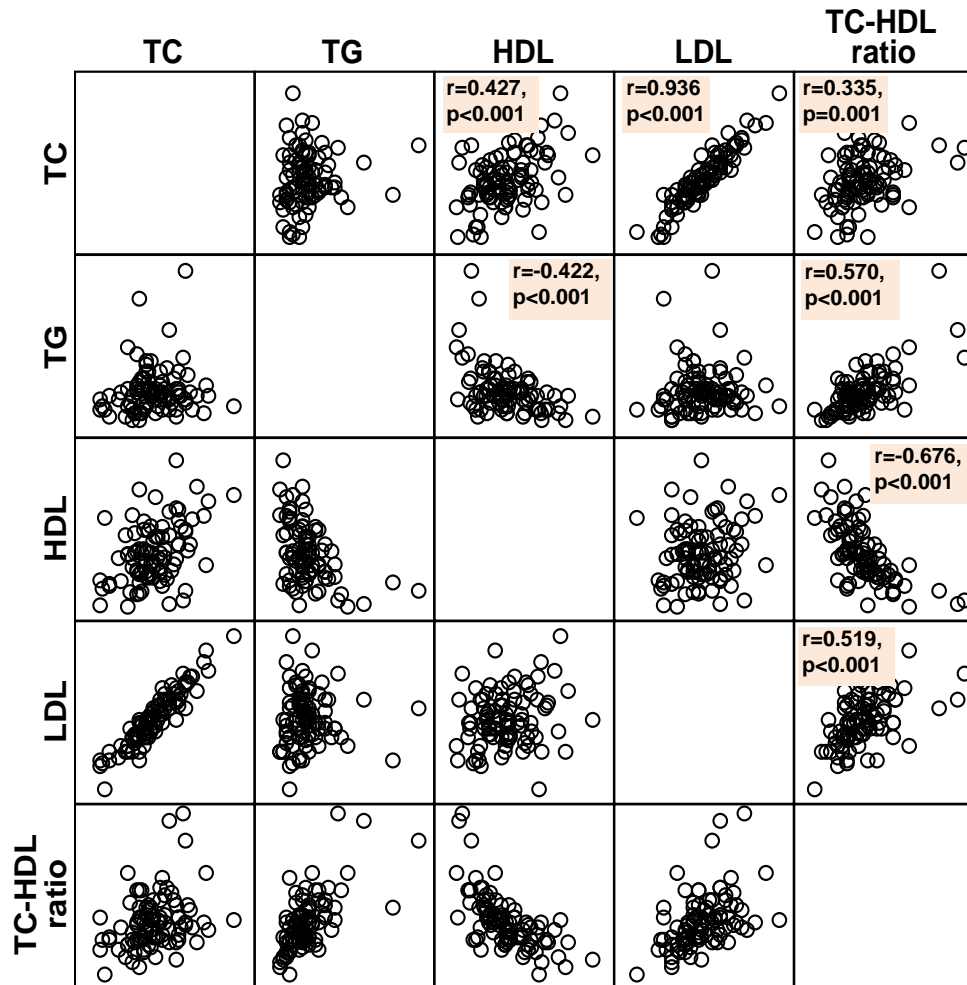 TC
TG
HDL
LDL
TC-HDL
ratio
TC
r=0.427,
p<0.001
r=0.936
p<0.001
r=0.335,
p=0.001
TG
r=-0.422,
p<0.001
r=0.570,
p<0.001
HDL
r=-0.676,
p<0.001
LDL
r=0.519,
p<0.001
TC-HDL
ratio